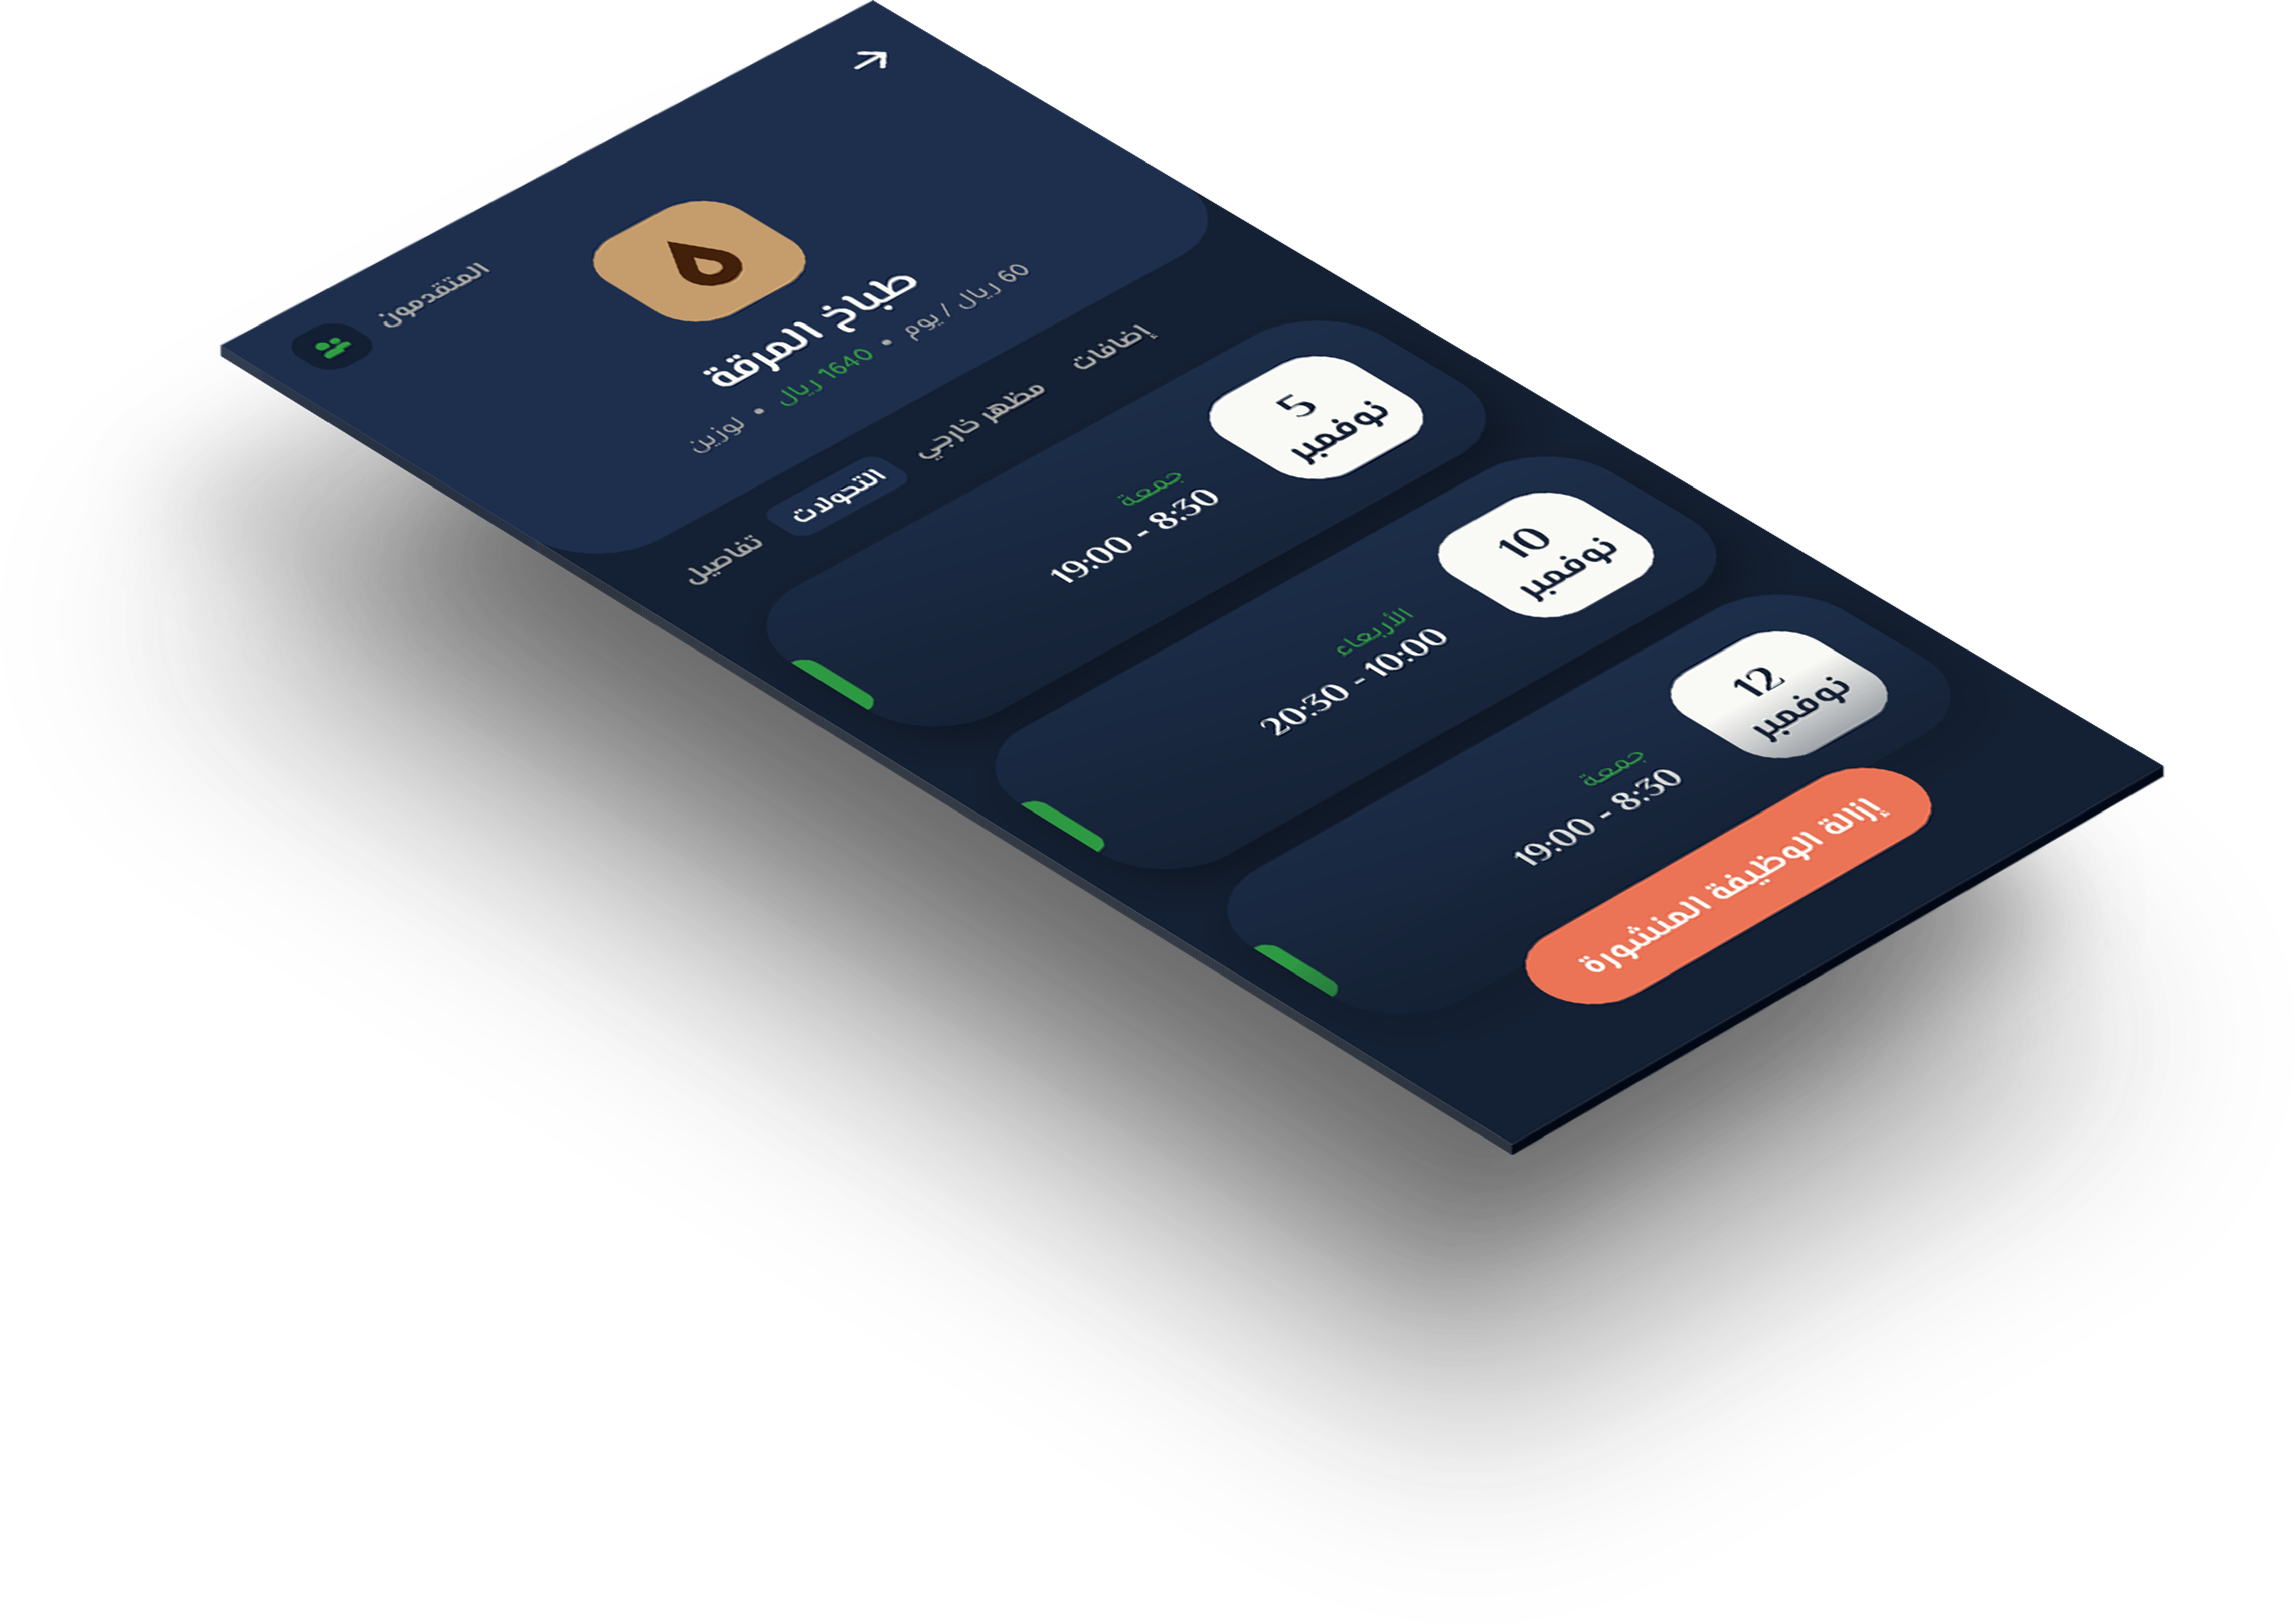 المتقدمون
طباخ المرقة
60 ريال / يوم • 1640 ريال • لوزين
إضافات
مظهر خارجي
التحولات
تفاصيل
5
نوفمبر
جمعة
19:00 - 8:30
10
نوفمبر
الأربعاء
20:30 - 10:00
12
نوفمبر
جمعة
19:00 - 8:30
إزالة الوظيفة المنشورة